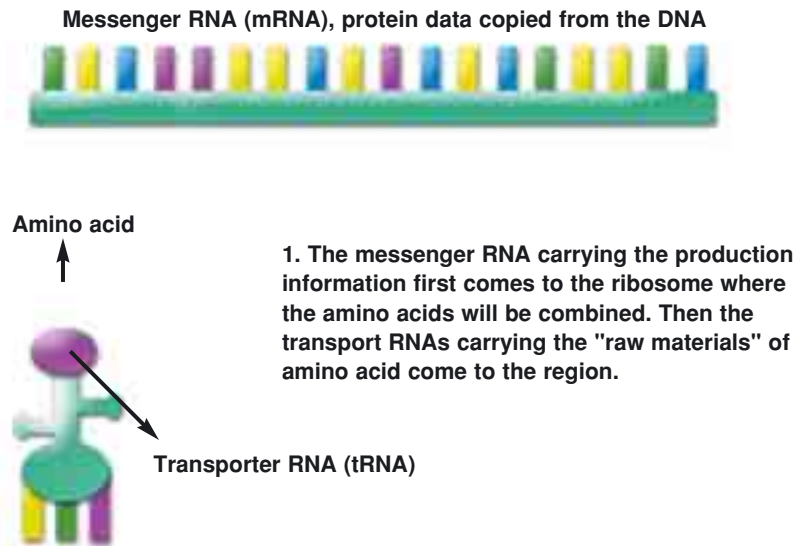 Messenger RNA (mRNA), protein data copied from the DNA
Amino acid
1. The messenger RNA carrying the production
information first comes to the ribosome where
the amino acids will be combined. Then the
transport RNAs carrying the "raw materials" of
amino acid come to the region.
Transporter RNA (tRNA)